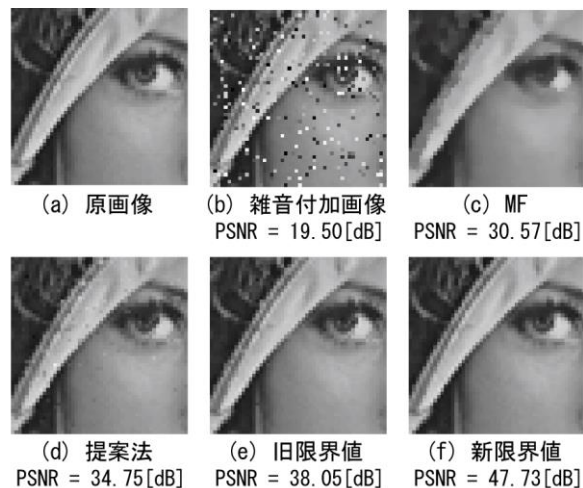 (a) 原画像
(b) 雑音付加画像
PSNR = 19.50[dB]
(c) MF
PSNR = 30.57[dB]
(d) 提案法
PSNR = 34.75[dB]
(e) 旧限界値
PSNR = 38.05[dB]
(f) 新限界値
PSNR = 47.73[dB]